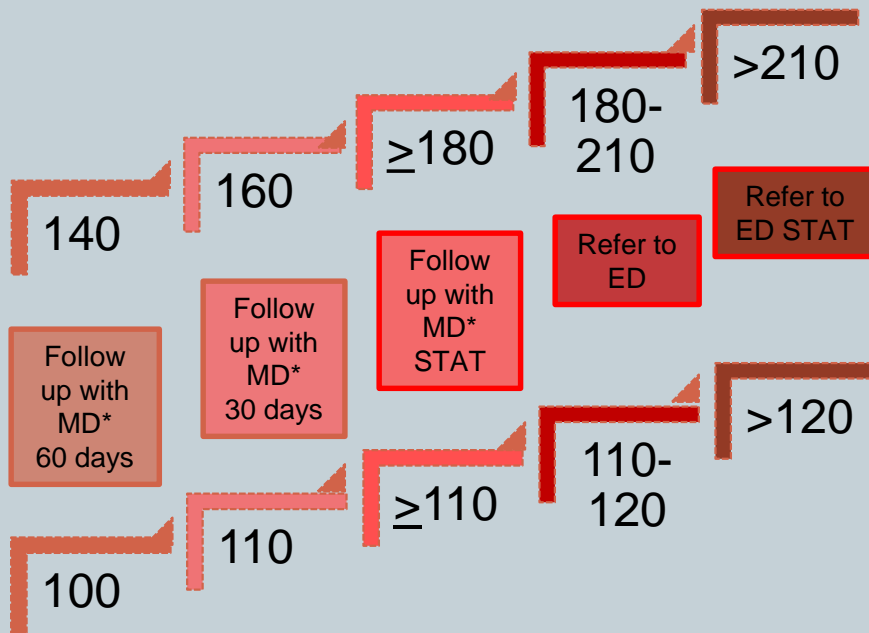 140
160
≥180
180-
210
>210
Follow
up with
MD*
60 days
Follow
up with
MD*
30 days
Follow
up with
MD*
STAT
Refer to
ED
Refer to
ED STAT
100
110
≥110
110-
120
>120